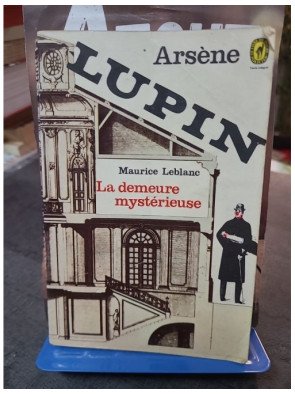 Arsène
LUPIN
Maurice Leblanc
La demeure
mystérieuse